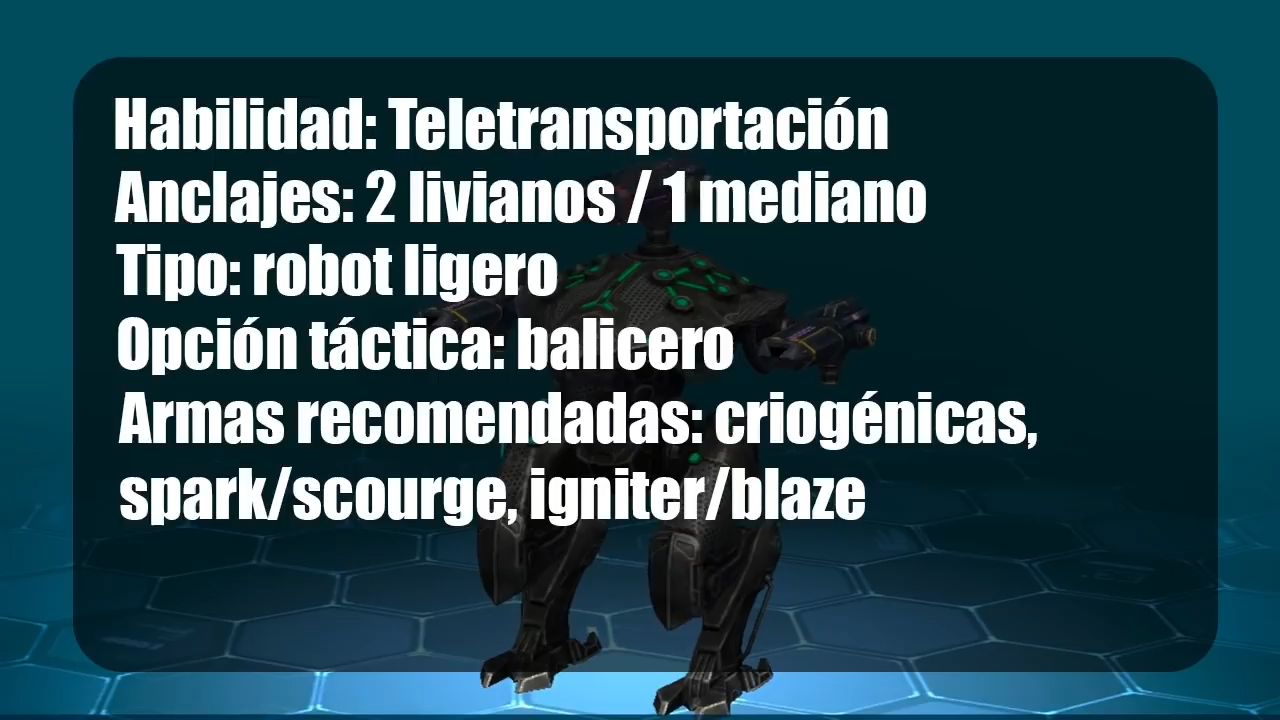 Habilidad: Teletransportación
Anclajes: 2 livianos / 1 mediano
Tipo: robot ligero
Opción táctica: balicero
Armas recomendadas: criogénicas,
spark/scourge, igniter/blaze